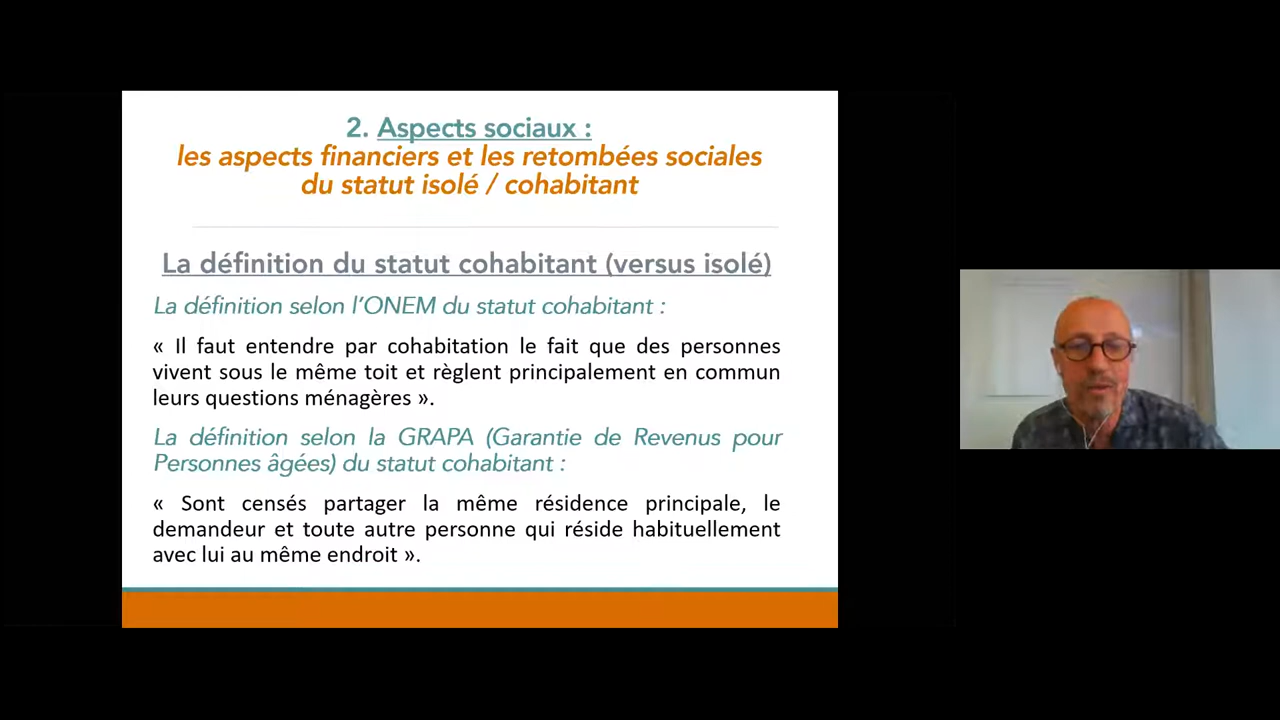 2. Aspects sociaux :
les aspects financiers et les retombées sociales
du statut isolé / cohabitant
La définition du statut cohabitant (versus isolé)
La définition selon l’ONEM du statut cohabitant :
« Il faut entendre par cohabitation le fait que des personnes
vivent sous le même toit et règlent principalement en commun
leurs questions ménagères ».
La définition selon la GRAPA (Garantie de Revenus pour
Personnes âgées) du statut cohabitant :
« Sont censés partager la même résidence principale, le
demandeur et toute autre personne qui réside habituellement
avec lui au même endroit ».